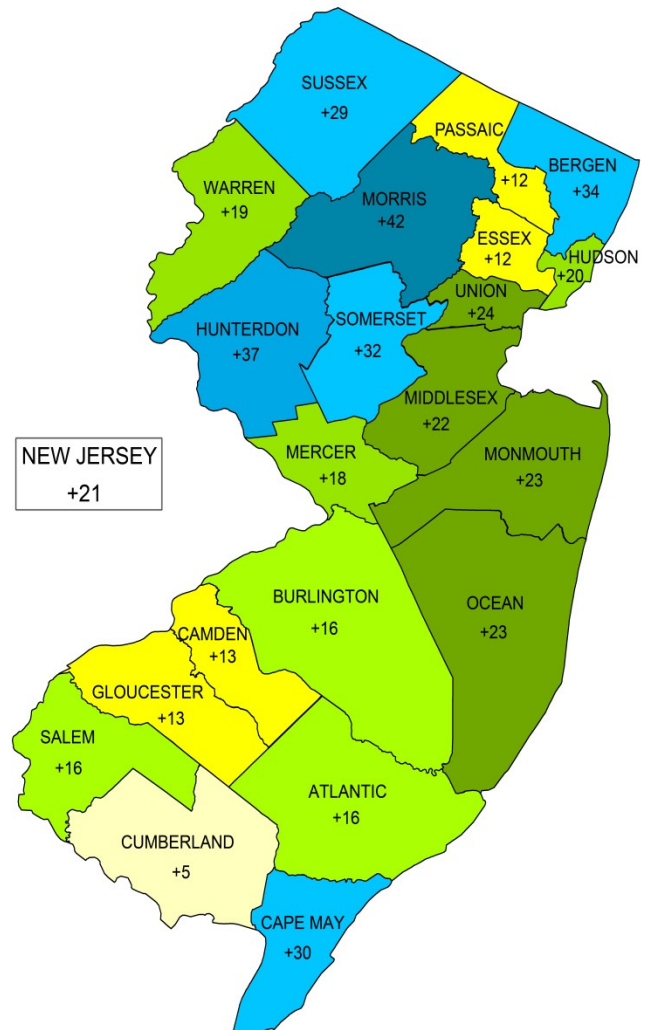 SUSSEX
+29
PASSAIC
+12
BERGEN
+34
WARREN
+19
MORRIS
+42
ESSEX
+12
HUDSON
+20
UNION
+24
HUNTERDON
+37
SOMERSET
+32
MIDDLESEX
+22
MERCER
+18
MONMOUTH
+23
NEW JERSEY
+21
BURLINGTON
+16
OCEAN
+23
CAMDEN
+13
GLOUCESTER
+13
SALEM
+16
ATLANTIC
+16
CUMBERLAND
+5
CAPE MAY
+30